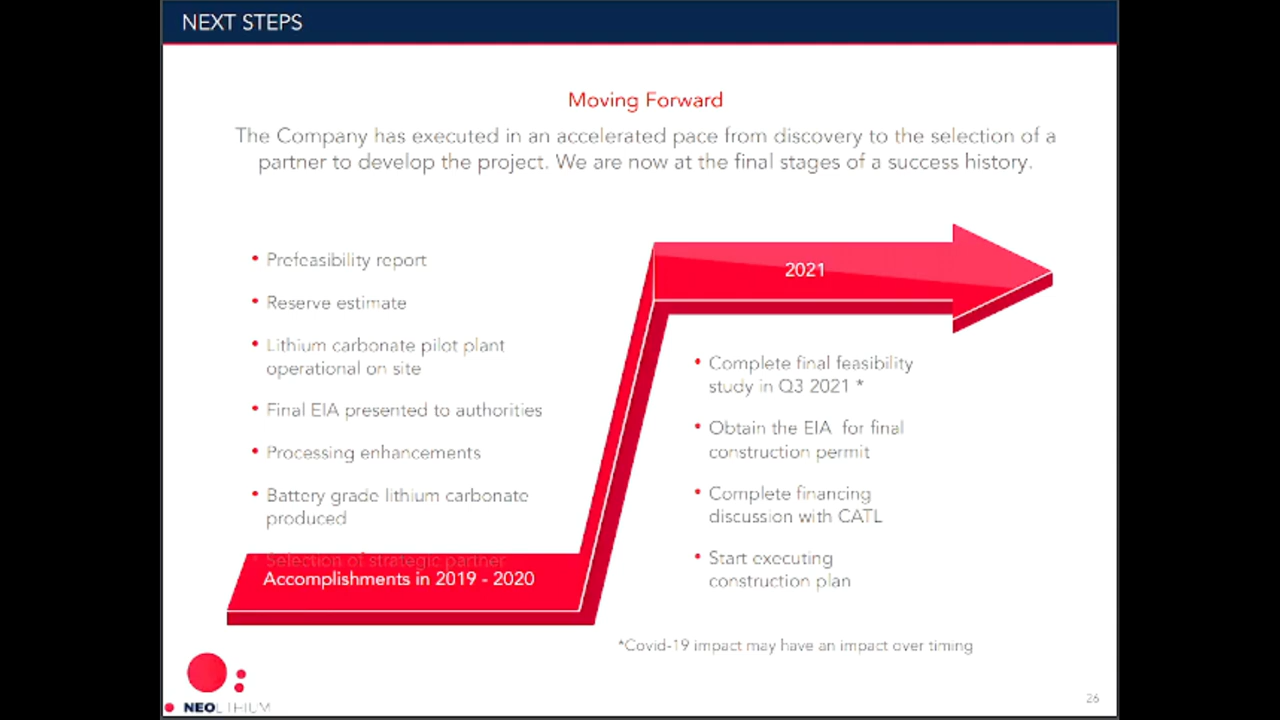 NEXT STEPS
Moving Forward
The Company has executed in an accelerated pace from discovery to the selection of a
partner to develop the project. We are now at the final stages of a success history.
• Prefeasibility report
• Reserve estimate
• Lithium carbonate pilot plant
operational on site
• Final EIA presented to authorities
• Processing enhancements
• Battery grade lithium carbonate
produced
• Selection of strategic partner
Accomplishments in 2019 - 2020
2021
• Complete final feasibility
study in Q3 2021 *
• Obtain the EIA for final
construction permit
• Complete financing
discussion with CATL
• Start executing
construction plan
*Covid-19 impact may have an impact over timing
NEOLITHIUM
26